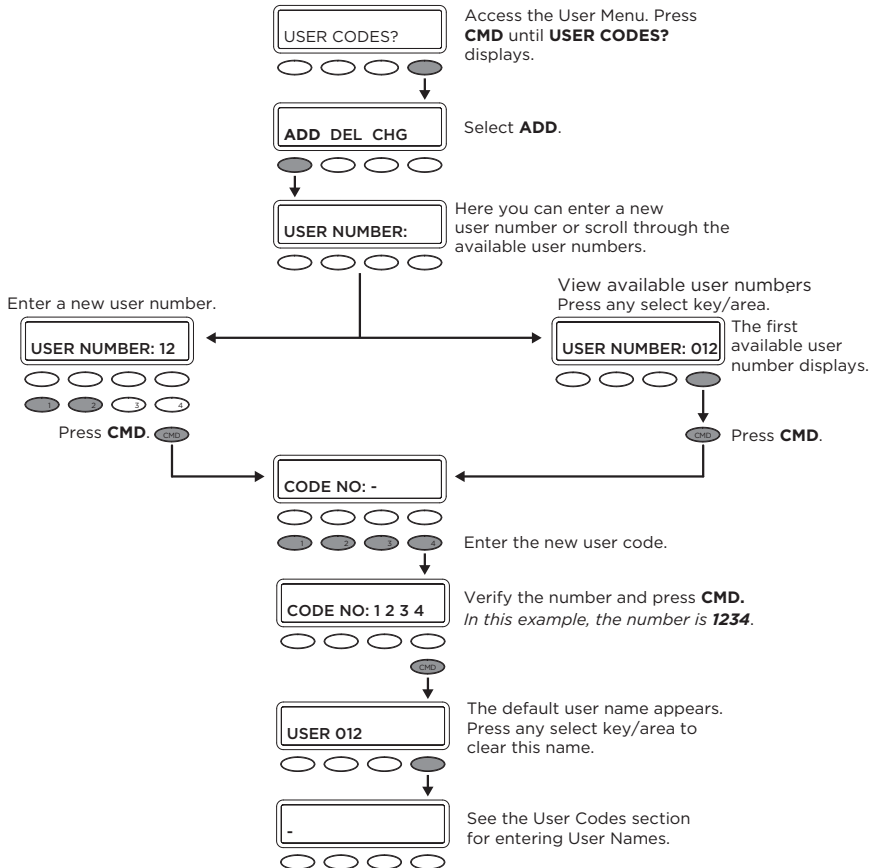 USER CODES?
Access the User Menu. Press
CMD until USER CODES?
displays.
ADD DEL CHG
Select ADD.
USER NUMBER:
Here you can enter a new
user number or scroll through the
available user numbers.
Enter a new user number.
USER NUMBER: 12
1 2 3 4
Press CMD. CMD
View available user numbers
Press any select key/area.
USER NUMBER: 012
The first
available user
number displays.
CMD Press CMD.
CODE NO: -
1 2 3 4
Enter the new user code.
CODE NO: 1 2 3 4
Verify the number and press CMD.
In this example, the number is 1234.
CMD
USER 012
The default user name appears.
Press any select key/area to
clear this name.
-
See the User Codes section
for entering User Names.